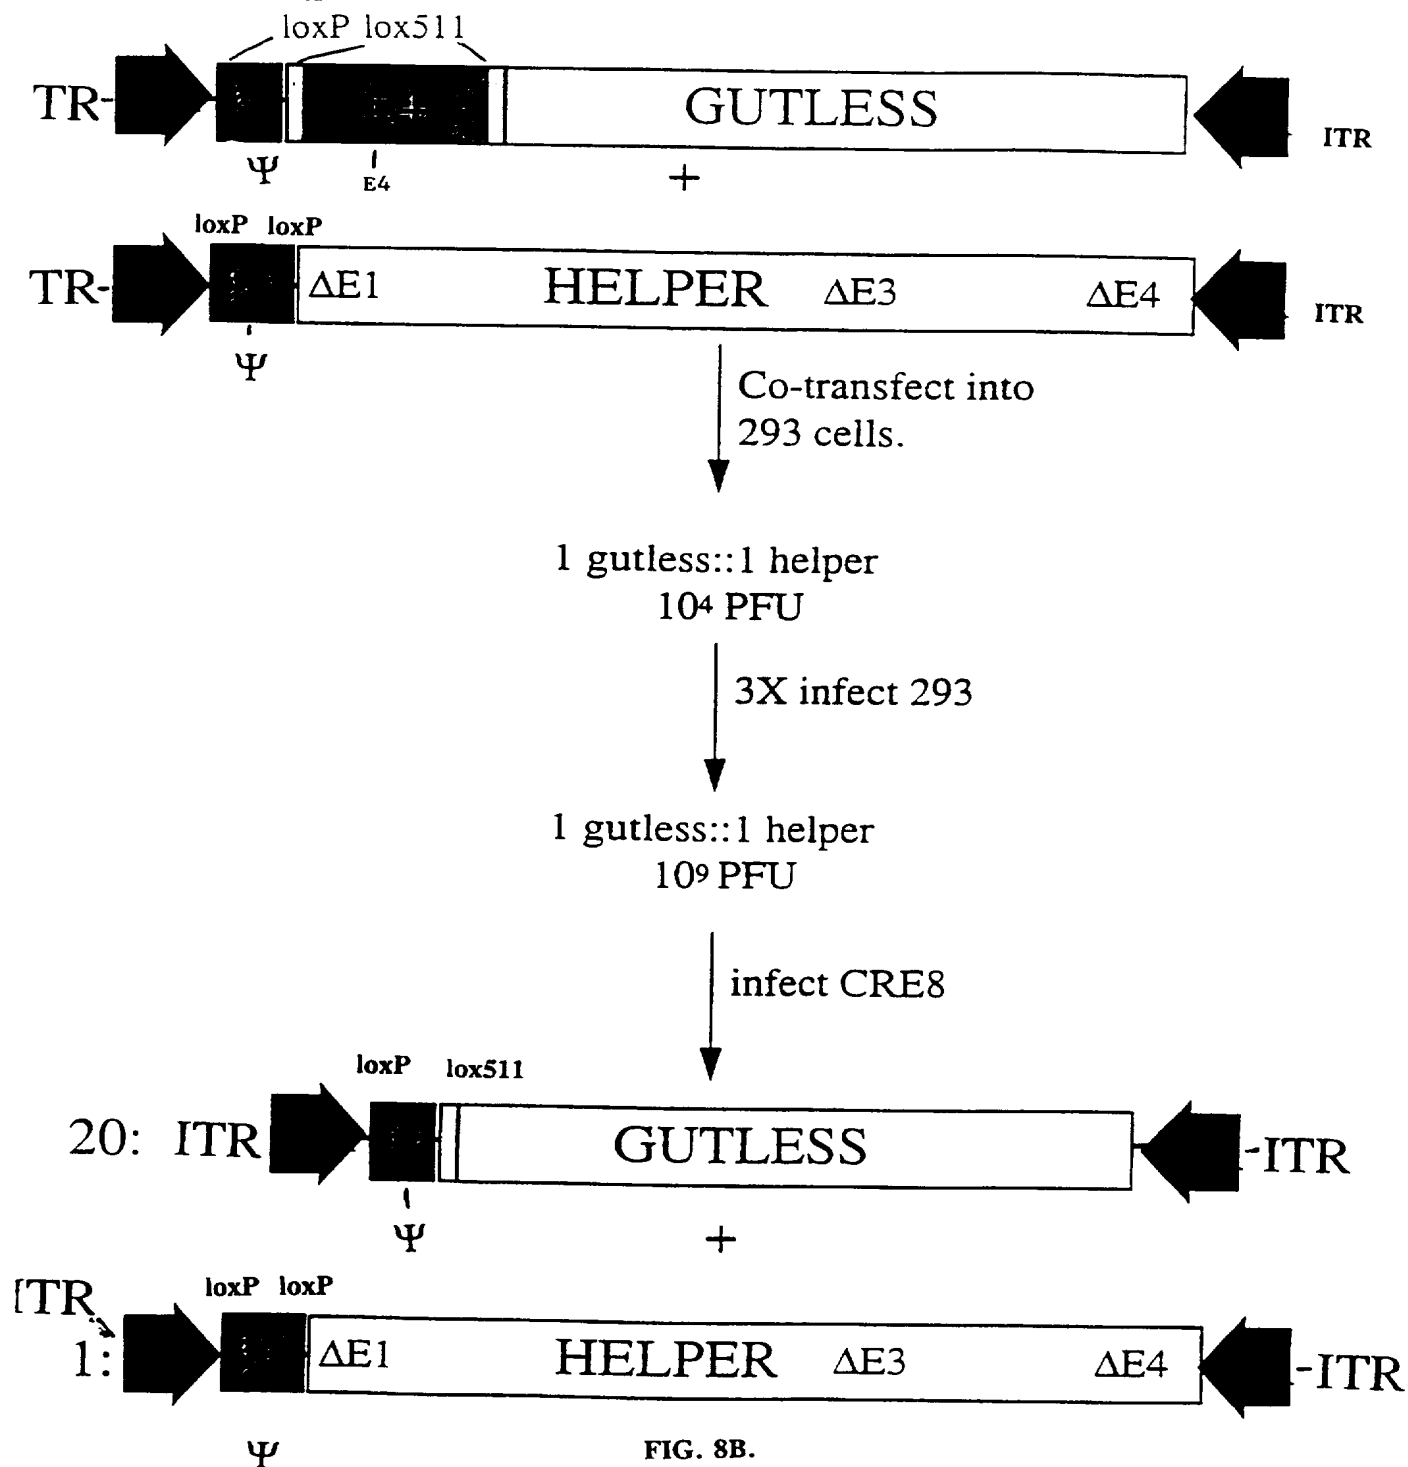 loxP lox511
TR- GUTLESS ITR
Ψ E4 +
loxP loxP
TR- ΔE1 HELPER ΔE3 ΔE4 ITR
Ψ
Co-transfect into
293 cells.
1 gutless::1 helper
10⁴ PFU
3X infect 293
1 gutless::1 helper
10⁹ PFU
infect CRE8
loxP lox511
20: ITR GUTLESS -ITR
Ψ +
loxP loxP
ITR
1: ΔE1 HELPER ΔE3 ΔE4 -ITR
Ψ
FIG. 8B.